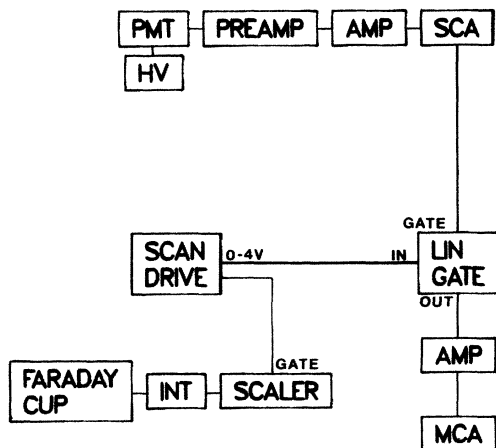 PMT
PREAMP
AMP
SCA
HV
GATE
SCAN
DRIVE
0-4V
IN
LIN
GATE
OUT
GATE
AMP
FARADAY
CUP
INT
SCALER
MCA